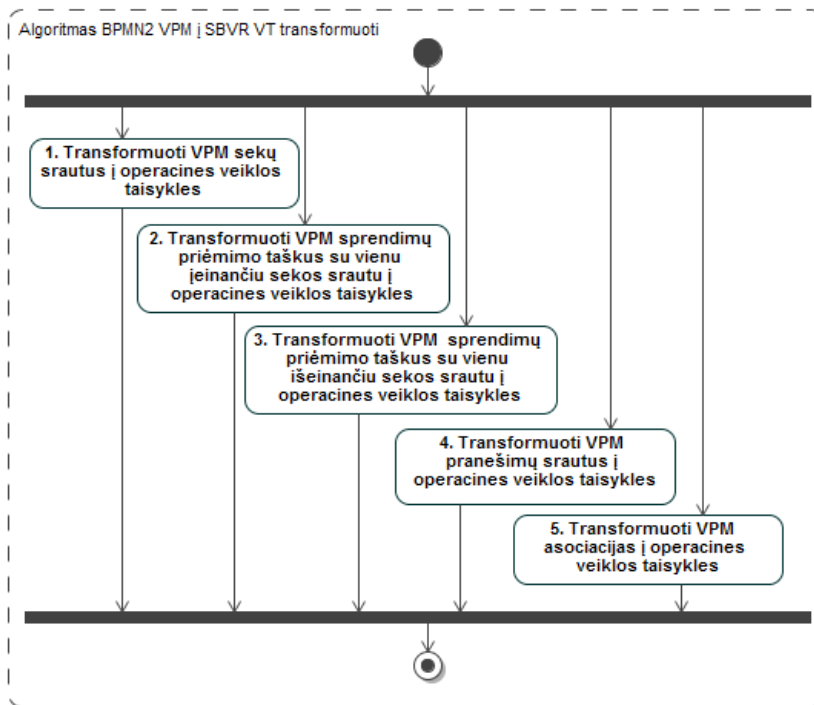 Algoritmas BPMN2 VPM į SBVR VT transformuoti
1. Transformuoti VPM sekų
srautus į operacines veiklos
taisykles
2. Transformuoti VPM sprendimų
priėmimo taškus su vienu
įeinančiu sekos srautu į
operacines veiklos taisykles
3. Transformuoti VPM sprendimų
priėmimo taškus su vienu
išeinančiu sekos srautu į
operacines veiklos taisykles
4. Transformuoti VPM
pranešimų srautus į
operacines veiklos taisykles
5. Transformuoti VPM
asociacijas į operacines
veiklos taisykles